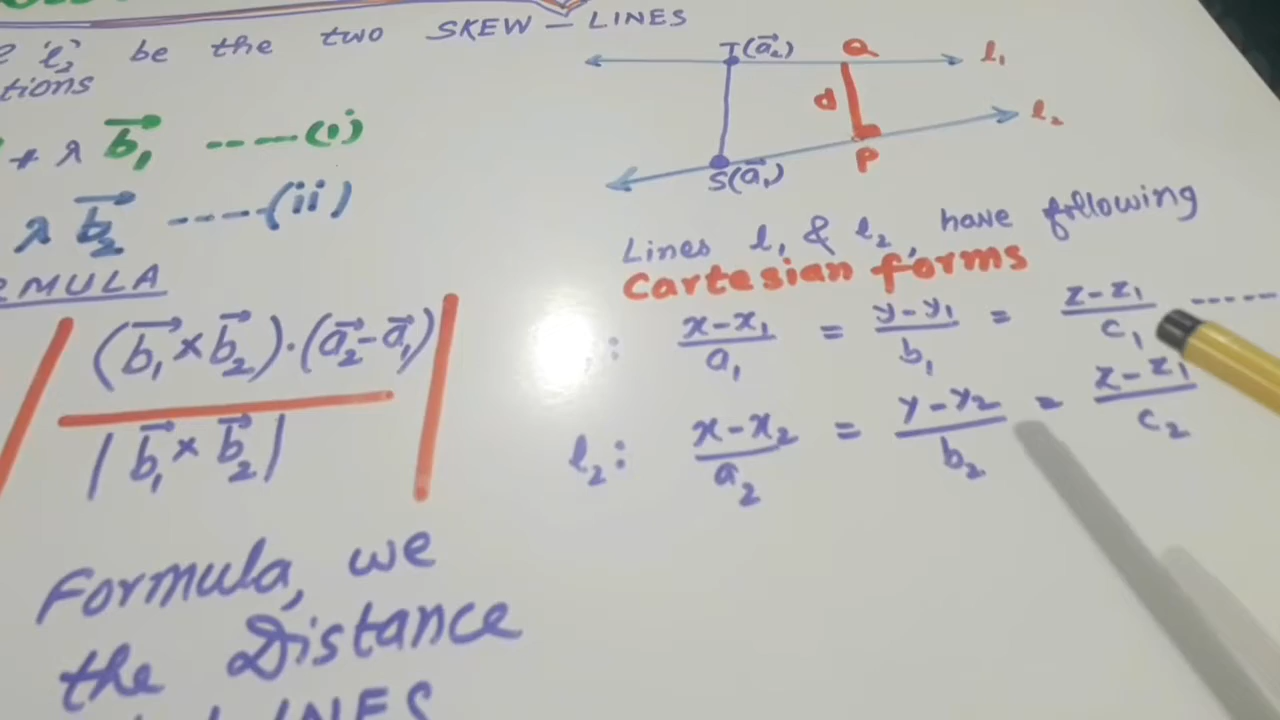 l₂ be the two SKEW – LINES
tions
+ λ b₁⃗ -----(i)
λ b₂⃗ -----(ii)
MULA
(b₁⃗ × b₂⃗)·(a₂⃗ – a₁⃗)
|b₁⃗ × b₂⃗|
Formula, we
the Distance
LINES
T(a₂⃗) Q l₁
d l₂
S(a₁⃗) P
Lines l₁ & l₂, have following
Cartesian forms
: x–x₁/a₁ = y–y₁/b₁ = z–z₁/c₁ -----
l₂: x–x₂/a₂ = y–y₂/b₂ = z–z₁/c₂